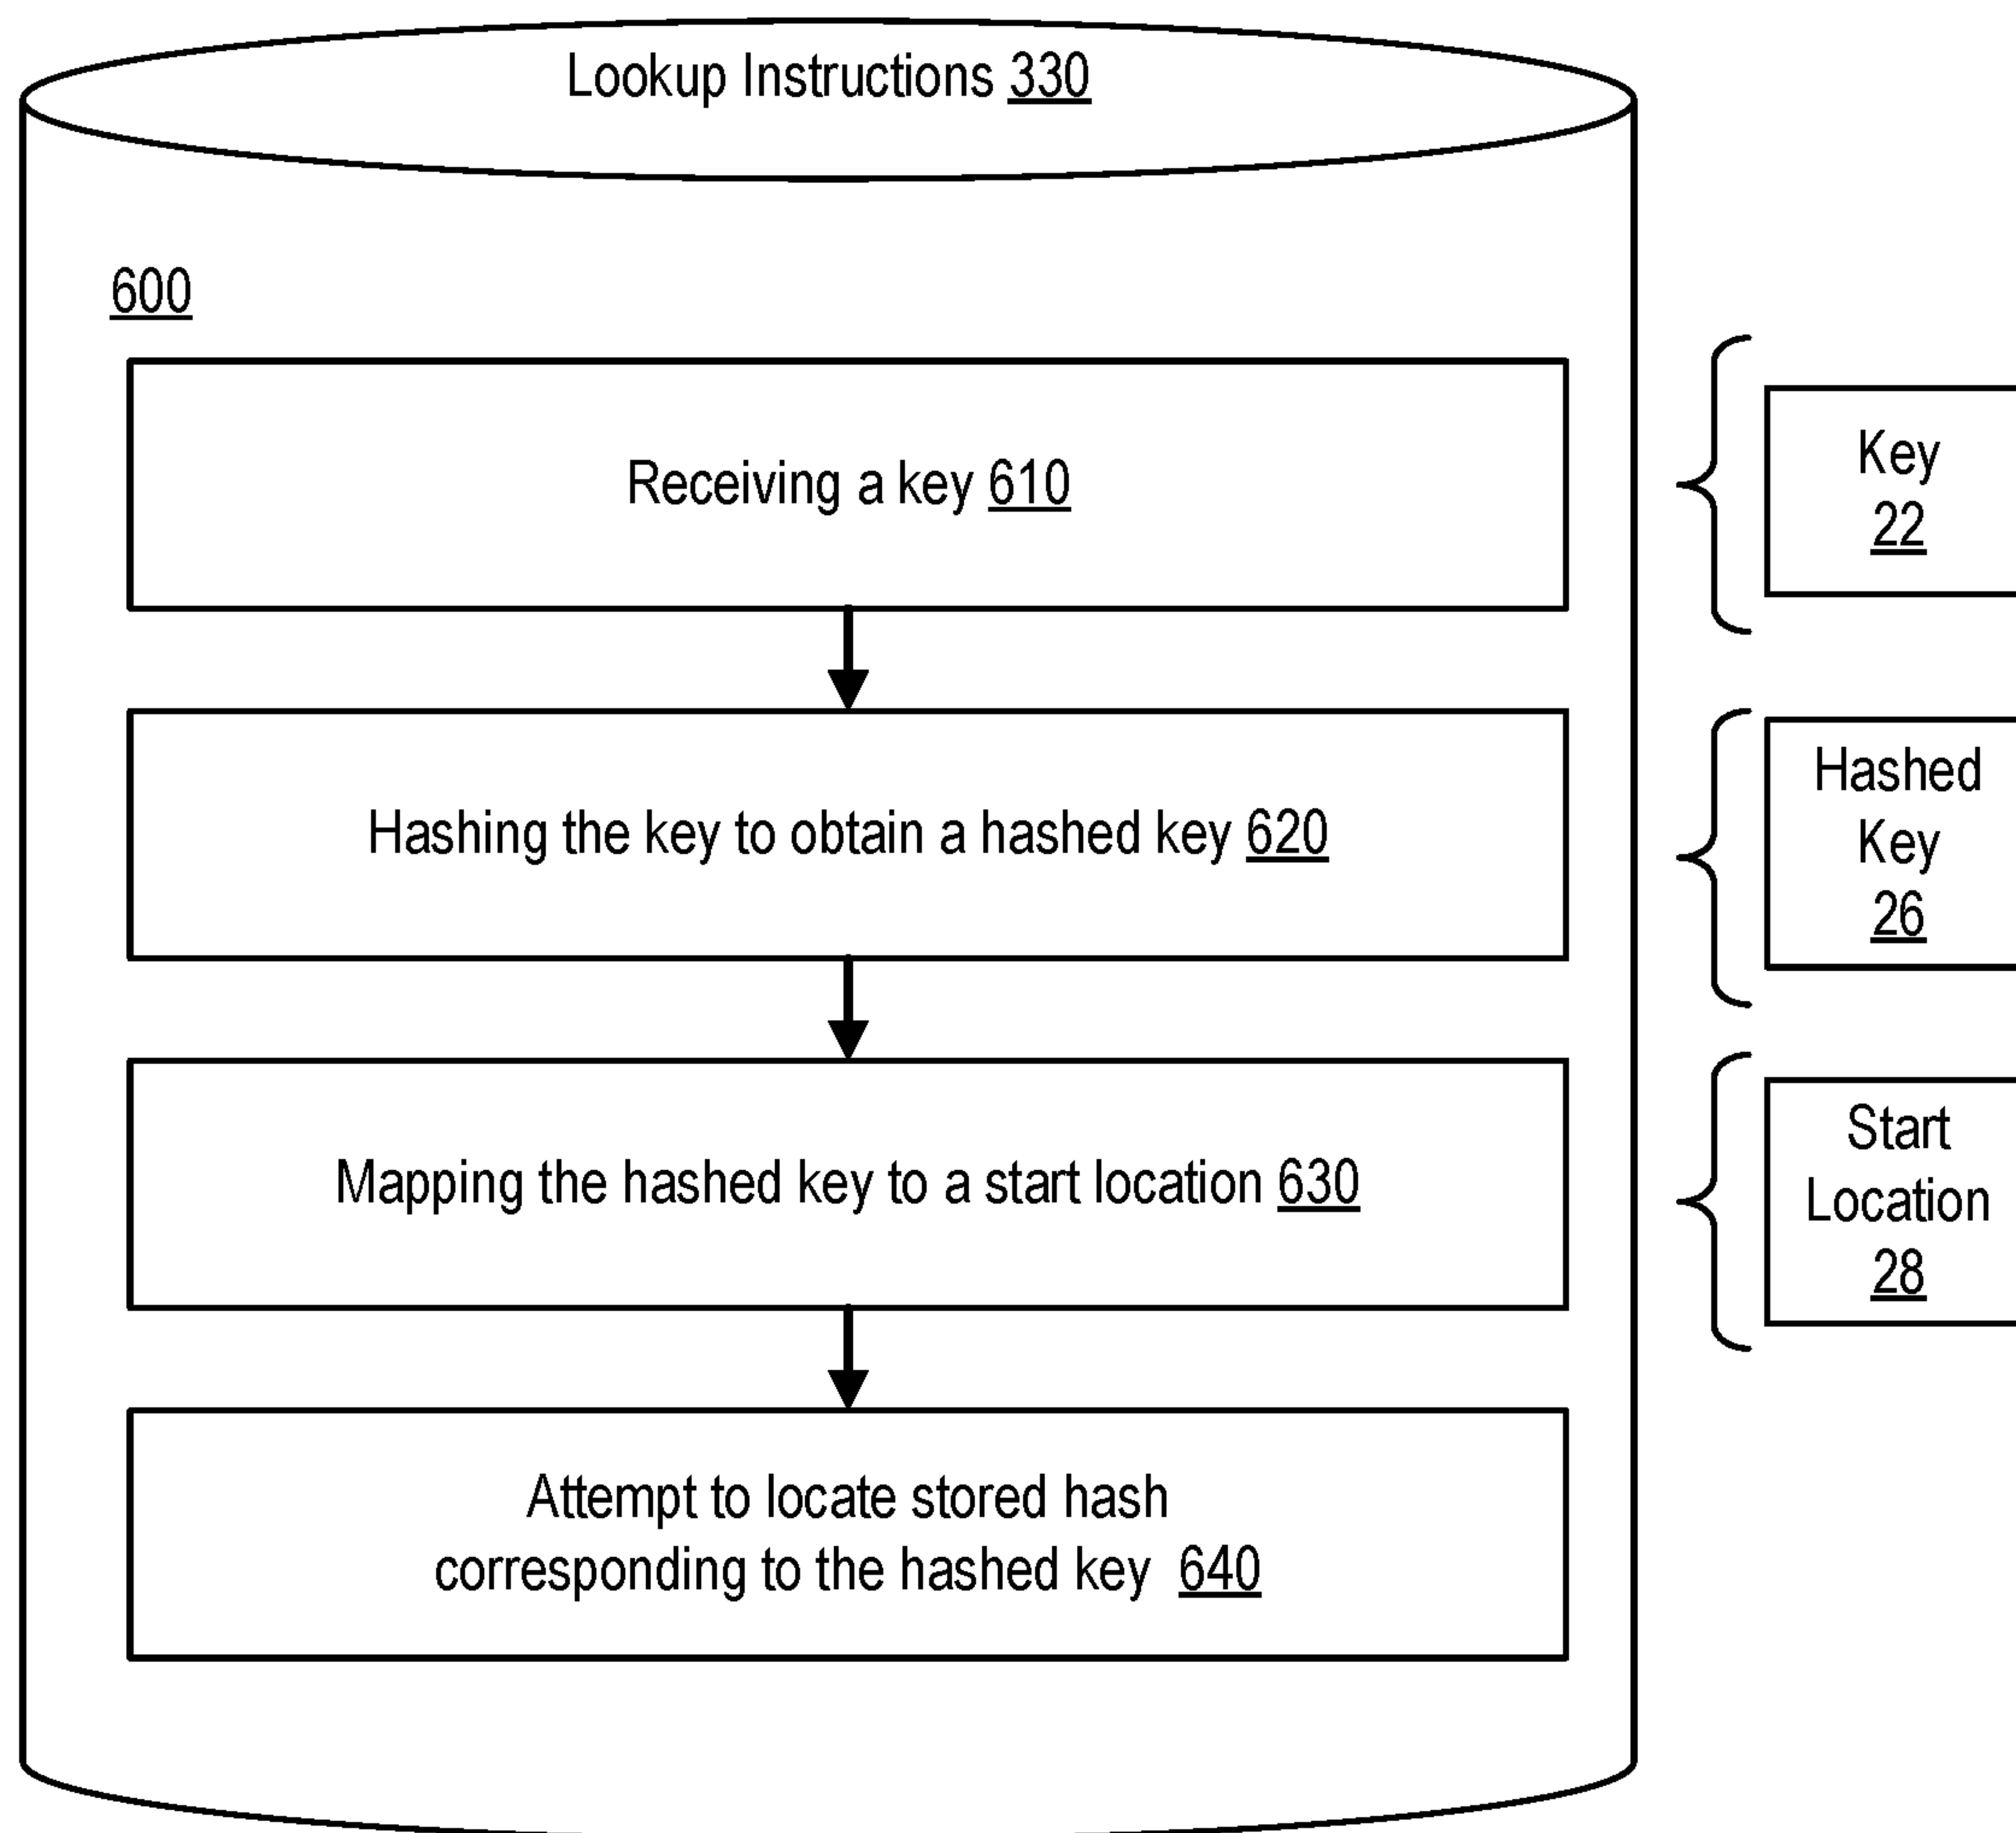 Lookup Instructions 330
600
Receiving a key 610
Key
22
Hashing the key to obtain a hashed key 620
Hashed
Key
26
Mapping the hashed key to a start location 630
Start
Location
28
Attempt to locate stored hash
corresponding to the hashed key 640